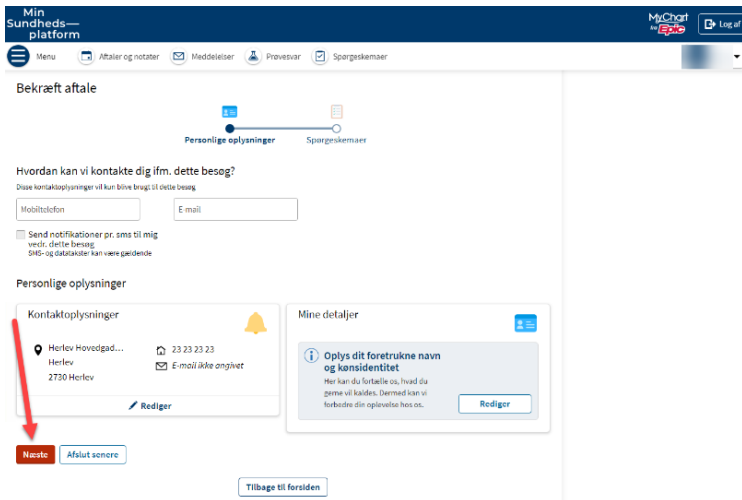 Min
Sundheds—
platform
MyChart
by Epic
Log af
Menu
Aftaler og notater
Meddelelser
Prøvesvar
Spørgeskemaer
Bekræft aftale
Personlige oplysninger
Spørgeskemaer
Hvordan kan vi kontakte dig ifm. dette besøg?
Disse kontaktoplysninger vil kun blive brugt til dette besøg
Mobiltelefon
E-mail
Send notifikationer pr. sms til mig
vedr. dette besøg
SMS- og datatakster kan være gældende
Personlige oplysninger
Kontaktoplysninger
Herlev Hovedgad...
Herlev
2730 Herlev
23 23 23 23
E-mail ikke angivet
Rediger
Mine detaljer
Oplys dit foretrukne navn
og kønsidentitet
Her kan du fortælle os, hvad du
gerne vil kaldes. Dermed kan vi
forbedre din oplevelse hos os.
Rediger
Næste
Afslut senere
Tilbage til forsiden